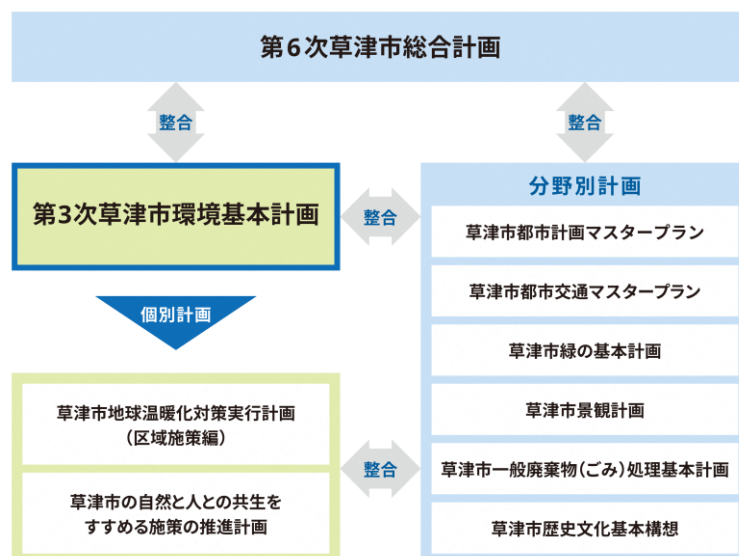 第6次草津市総合計画
整合
整合
第3次草津市環境基本計画
整合
個別計画
草津市地球温暖化対策実行計画
(区域施策編)
草津市の自然と人との共生を
すすめる施策の推進計画
整合
分野別計画
草津市都市計画マスタープラン
草津市都市交通マスタープラン
草津市緑の基本計画
草津市景観計画
草津市一般廃棄物(ごみ)処理基本計画
草津市歴史文化基本構想